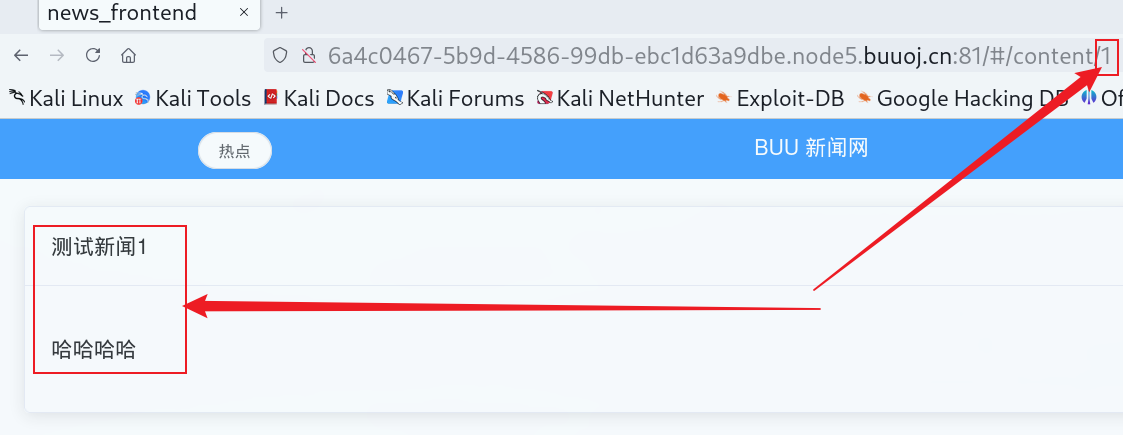 news_frontend × +
6a4c0467-5b9d-4586-99db-ebc1d63a9dbe.node5.buuoj.cn:81/#/content/1
Kali Linux Kali Tools Kali Docs Kali Forums Kali NetHunter Exploit-DB Google Hacking DB Of
热点 BUU 新闻网
测试新闻1
哈哈哈哈